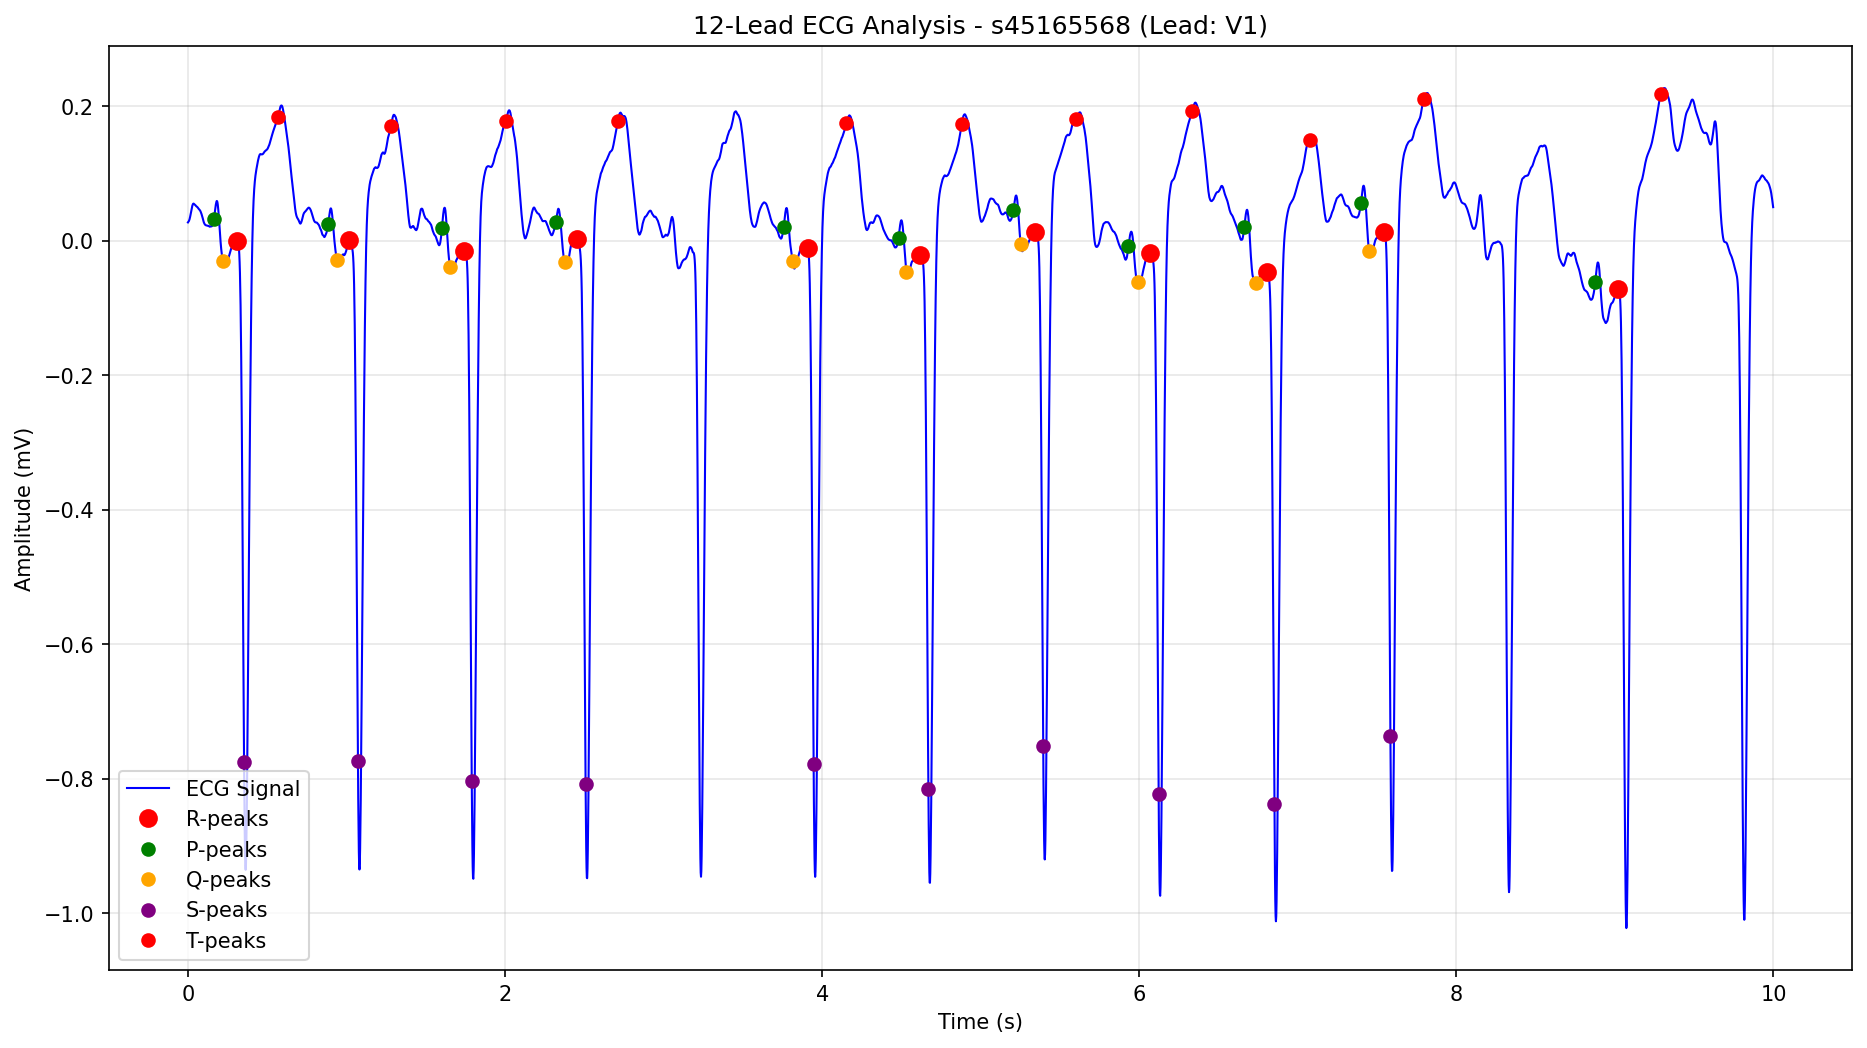 12-Lead ECG Analysis - s45165568 (Lead: V1)
Amplitude (mV)
0.2
0.0
−0.2
−0.4
−0.6
−0.8
−1.0
ECG Signal
R-peaks
P-peaks
Q-peaks
S-peaks
T-peaks
0 2 4 6 8 10
Time (s)